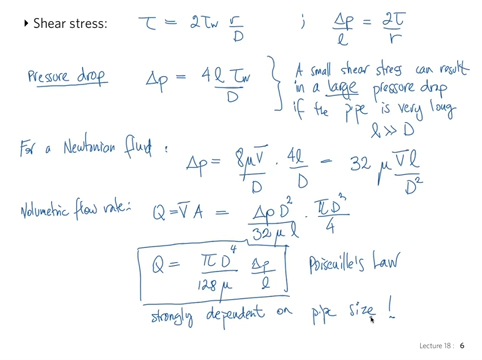 ▸ Shear stress: τ = 2τw r/D ; Δp/l = 2τ/r
Pressure drop Δp = 4lτw/D } A small shear stress can result
in a large pressure drop
if the pipe is very long
l >> D
For a Newtonian fluid: Δp = 8μV̄/D · 4l/D = 32 μ V̄l/D²
Volumetric flow rate: Q = V̄A = ΔpD²/32μl · πD²/4
Q = πD⁴/128μ Δp/l Poiseuille's Law
strongly dependent on pipe size!
Lecture 18 : 6